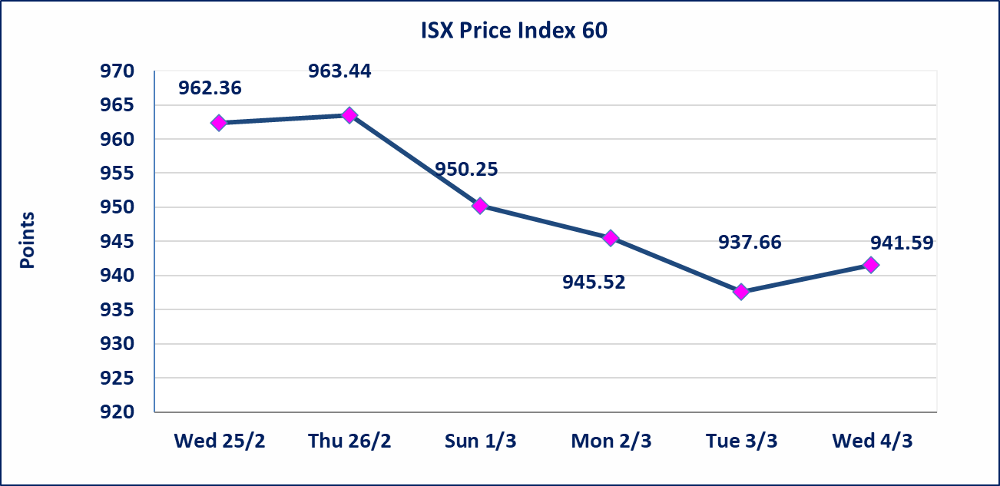 ISX Price Index 60
Points
970
965
960
955
950
945
940
935
930
925
920
962.36
963.44
950.25
945.52
937.66
941.59
Wed 25/2
Thu 26/2
Sun 1/3
Mon 2/3
Tue 3/3
Wed 4/3